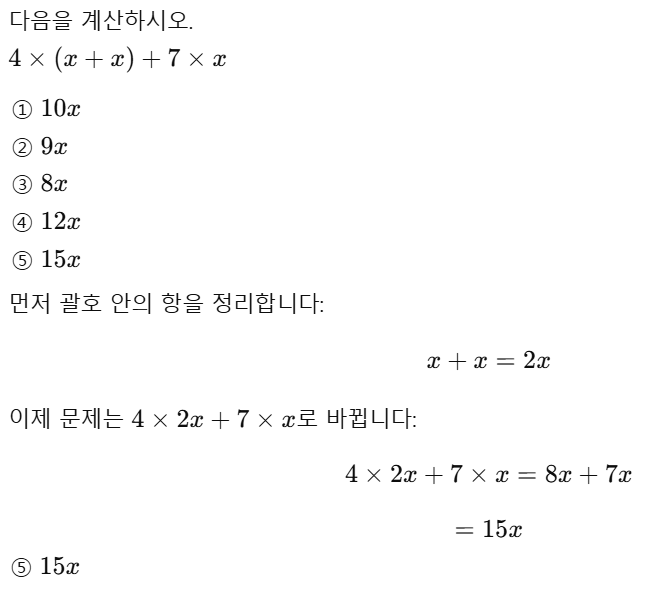 다음을 계산하시오.
4 × (x + x) + 7 × x
① 10x
② 9x
③ 8x
④ 12x
⑤ 15x
먼저 괄호 안의 항을 정리합니다:
x + x = 2x
이제 문제는 4 × 2x + 7 × x로 바뀝니다:
4 × 2x + 7 × x = 8x + 7x
= 15x
⑤ 15x